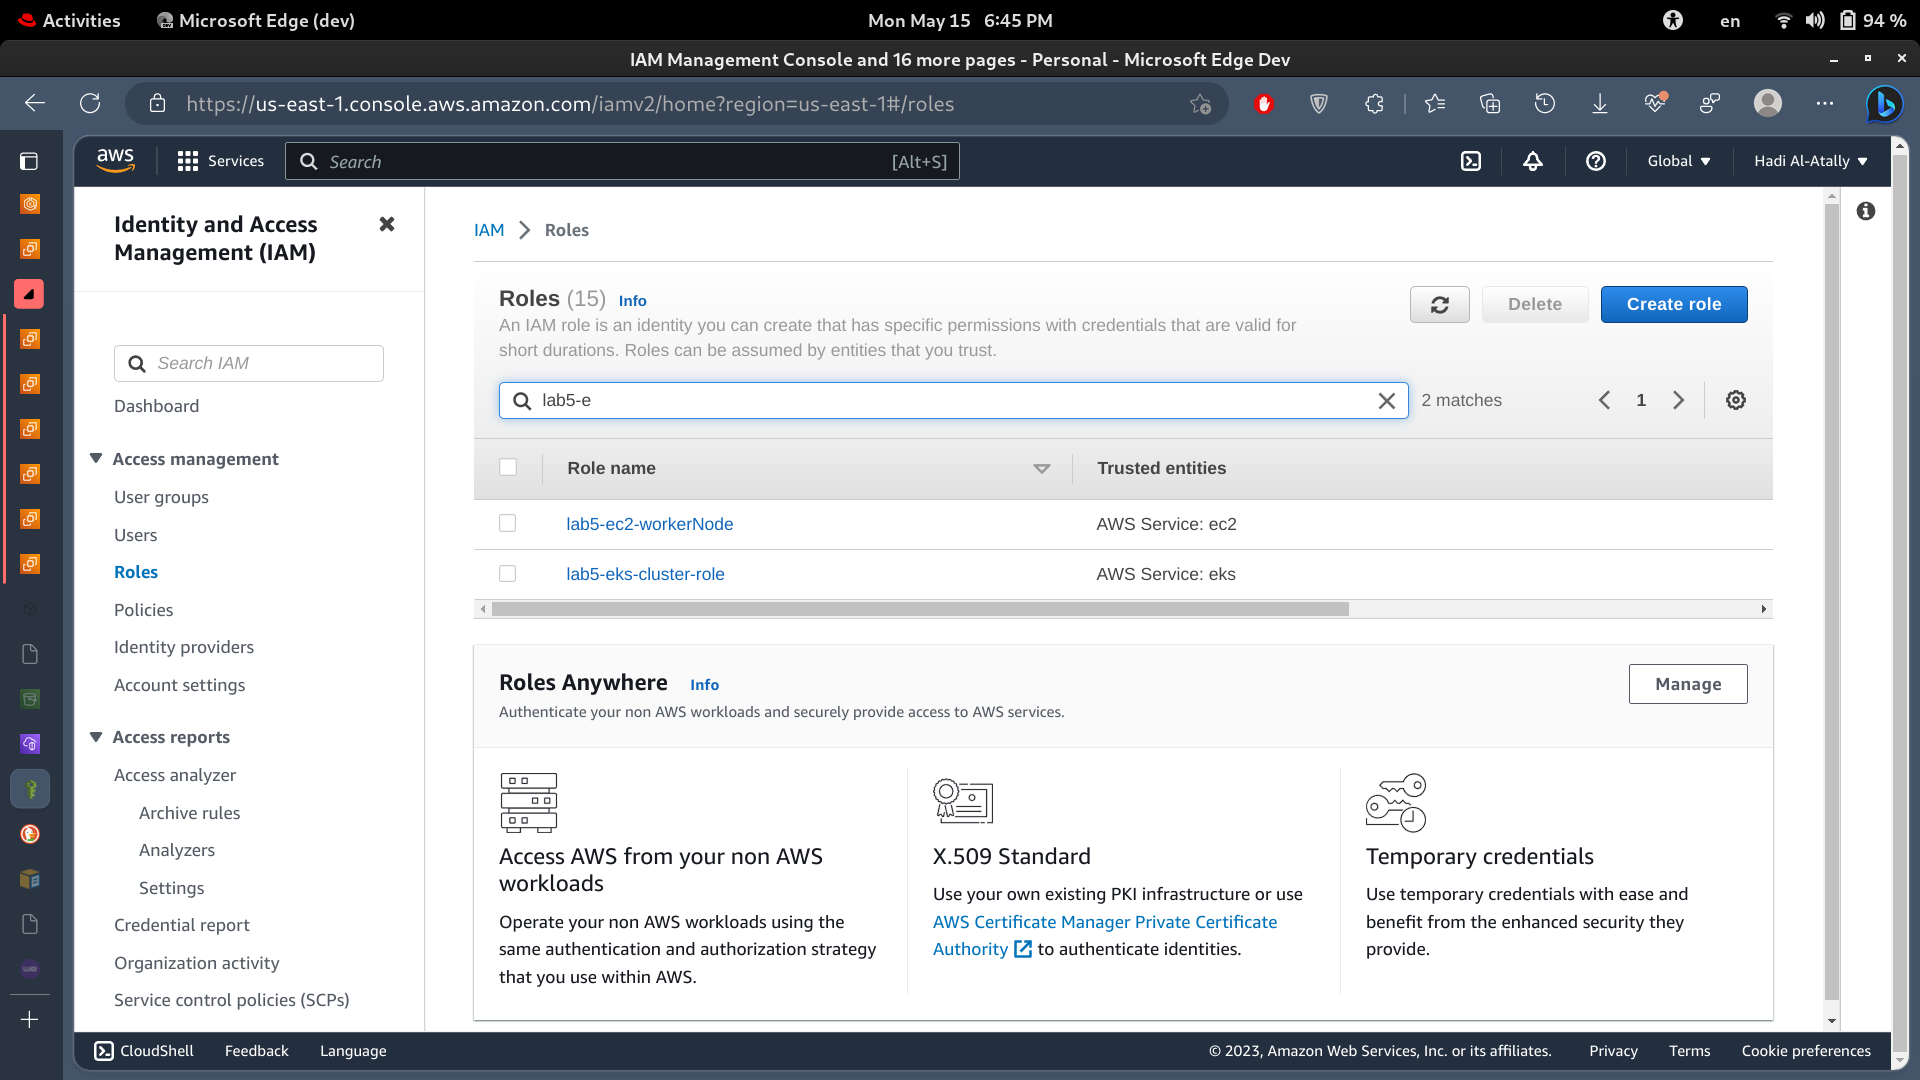 Activities
Microsoft Edge (dev)
Mon May 15 6:45 PM
en
94 %
IAM Management Console and 16 more pages - Personal - Microsoft Edge Dev
https://us-east-1.console.aws.amazon.com/iamv2/home?region=us-east-1#/roles
aws
Services
Search
[Alt+S]
Global
Hadi Al-Atally
Identity and Access
Management (IAM)
Search IAM
Dashboard
Access management
User groups
Users
Roles
Policies
Identity providers
Account settings
Access reports
Access analyzer
Archive rules
Analyzers
Settings
Credential report
Organization activity
Service control policies (SCPs)
IAM > Roles
Roles (15) Info
An IAM role is an identity you can create that has specific permissions with credentials that are valid for
short durations. Roles can be assumed by entities that you trust.
Delete
Create role
lab5-e
2 matches
1
Role name
Trusted entities
lab5-ec2-workerNode
AWS Service: ec2
lab5-eks-cluster-role
AWS Service: eks
Roles Anywhere Info
Authenticate your non AWS workloads and securely provide access to AWS services.
Manage
Access AWS from your non AWS
workloads
Operate your non AWS workloads using the
same authentication and authorization strategy
that you use within AWS.
X.509 Standard
Use your own existing PKI infrastructure or use
AWS Certificate Manager Private Certificate
Authority to authenticate identities.
Temporary credentials
Use temporary credentials with ease and
benefit from the enhanced security they
provide.
CloudShell
Feedback
Language
© 2023, Amazon Web Services, Inc. or its affiliates.
Privacy
Terms
Cookie preferences